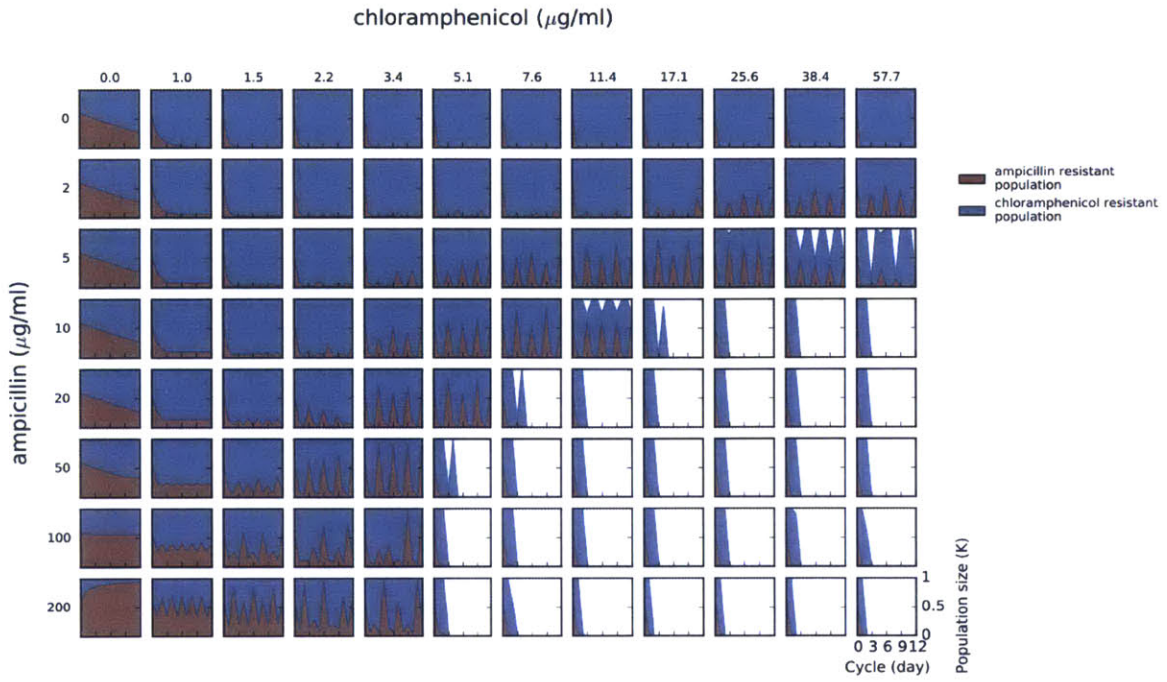 chloramphenicol (μg/ml)
0.0 1.0 1.5 2.2 3.4 5.1 7.6 11.4 17.1 25.6 38.4 57.7
0
2
5
10
20
50
100
200
ampicillin (μg/ml)
ampicillin resistant
population
chloramphenicol resistant
population
1
0.5
0
Population size (K)
0 3 6 9 12
Cycle (day)